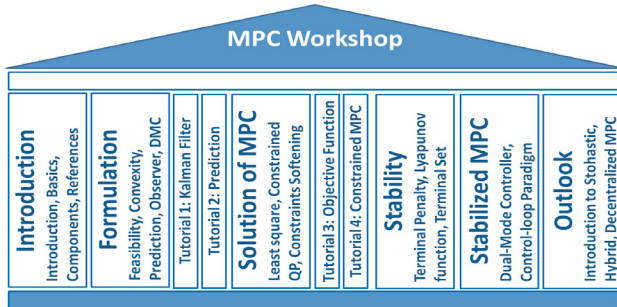 MPC Workshop
Introduction
Introduction, Basics,
Components, References
Formulation
Feasibility, Convexity,
Prediction, Observer, DMC
Tutorial 1: Kalman Filter
Tutorial 2: Prediction
Solution of MPC
Least square, Constrained
QP, Constraints Softening
Tutorial 3: Objective Function
Tutorial 4: Constrained MPC
Stability
Terminal Penalty, Lyapunov
function, Terminal Set
Stabilized MPC
Dual-Mode Controller,
Control-loop Paradigm
Outlook
Introduction to Stohastic,
Hybrid, Decentralized MPC